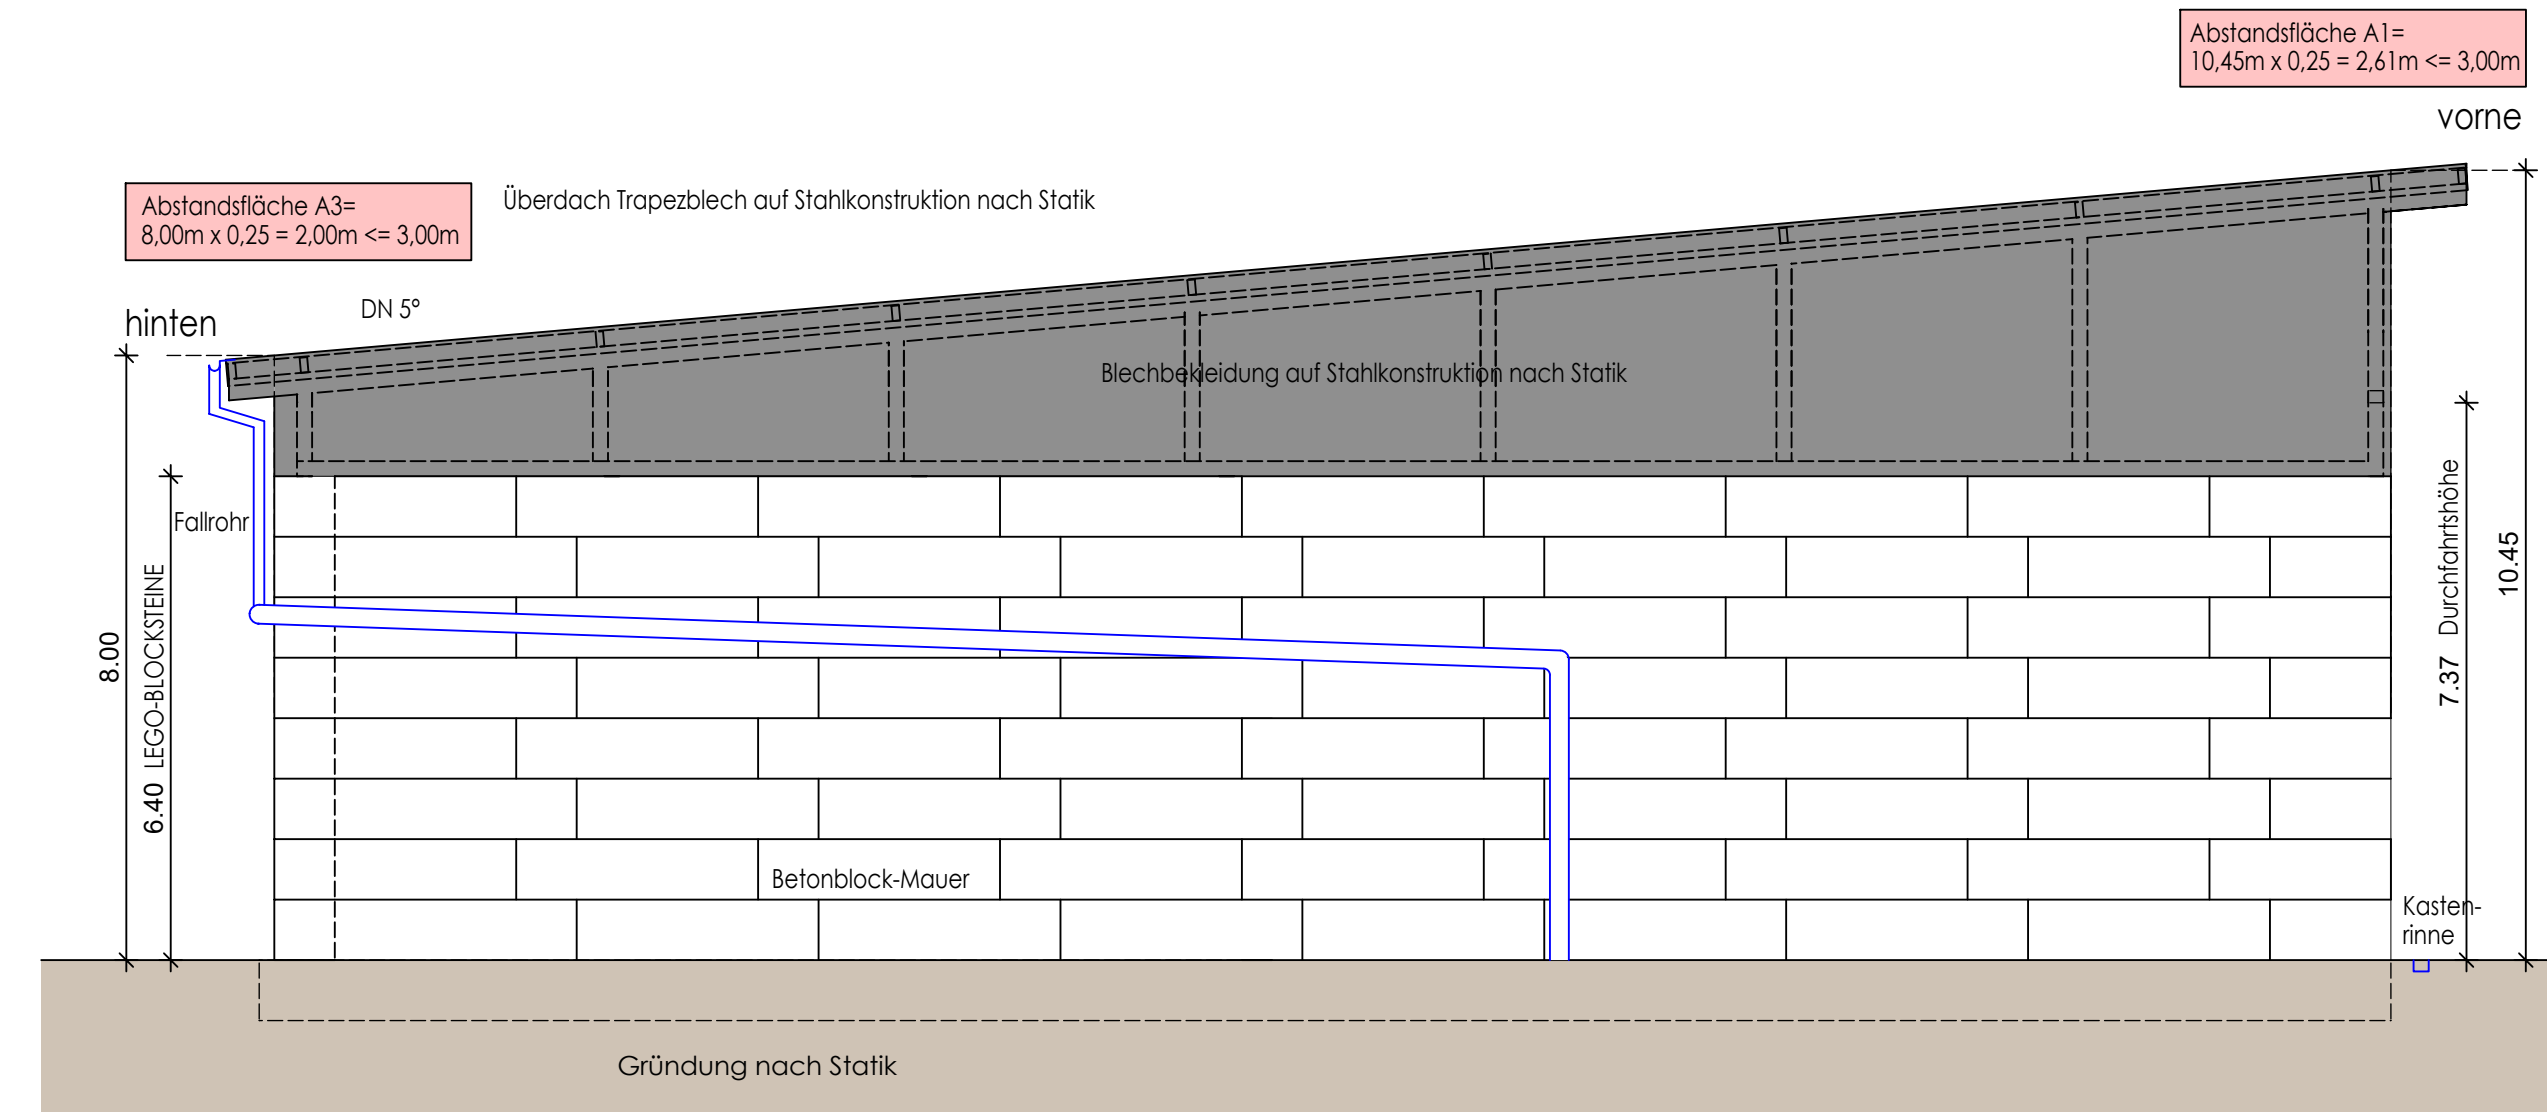 Abstandsfläche A1=
10,45m x 0,25 = 2,61m <= 3,00m
vorne
Abstandsfläche A3=
8,00m x 0,25 = 2,00m <= 3,00m
Überdach Trapezblech auf Stahlkonstruktion nach Statik
hinten
DN 5°
Blechbekleidung auf Stahlkonstruktion nach Statik
Fallrohr
8.00
6.40 LEGO-BLOCKSTEINE
7.37 Durchfahrtshöhe
10.45
Betonblock-Mauer
Kasten-
rinne
Gründung nach Statik